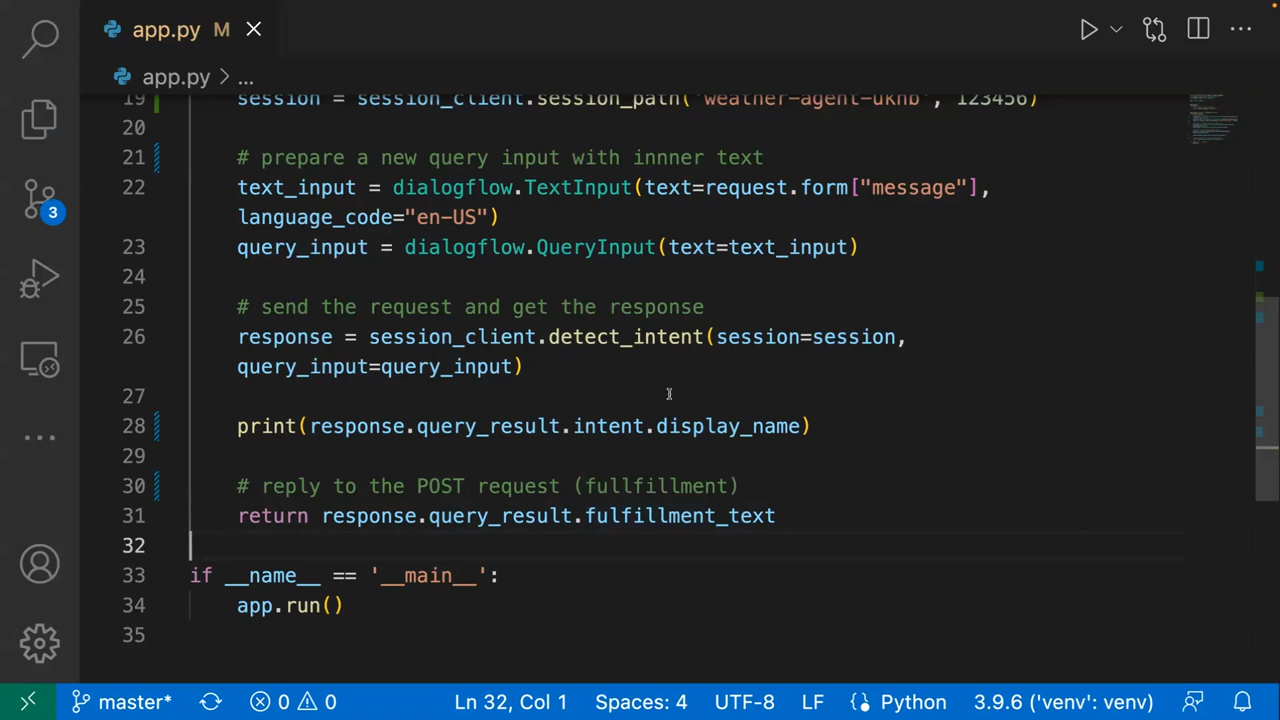 app.py M
app.py > ...
19 session = session_client.session_path('weather-agent-uknb', 123456)
20
21 # prepare a new query input with innner text
22 text_input = dialogflow.TextInput(text=request.form["message"],
language_code="en-US")
23 query_input = dialogflow.QueryInput(text=text_input)
24
25 # send the request and get the response
26 response = session_client.detect_intent(session=session,
query_input=query_input)
27
28 print(response.query_result.intent.display_name)
29
30 # reply to the POST request (fullfillment)
31 return response.query_result.fulfillment_text
32
33 if __name__ == '__main__':
34 app.run()
35
3
master* 0 0 Ln 32, Col 1 Spaces: 4 UTF-8 LF Python 3.9.6 ('venv': venv)